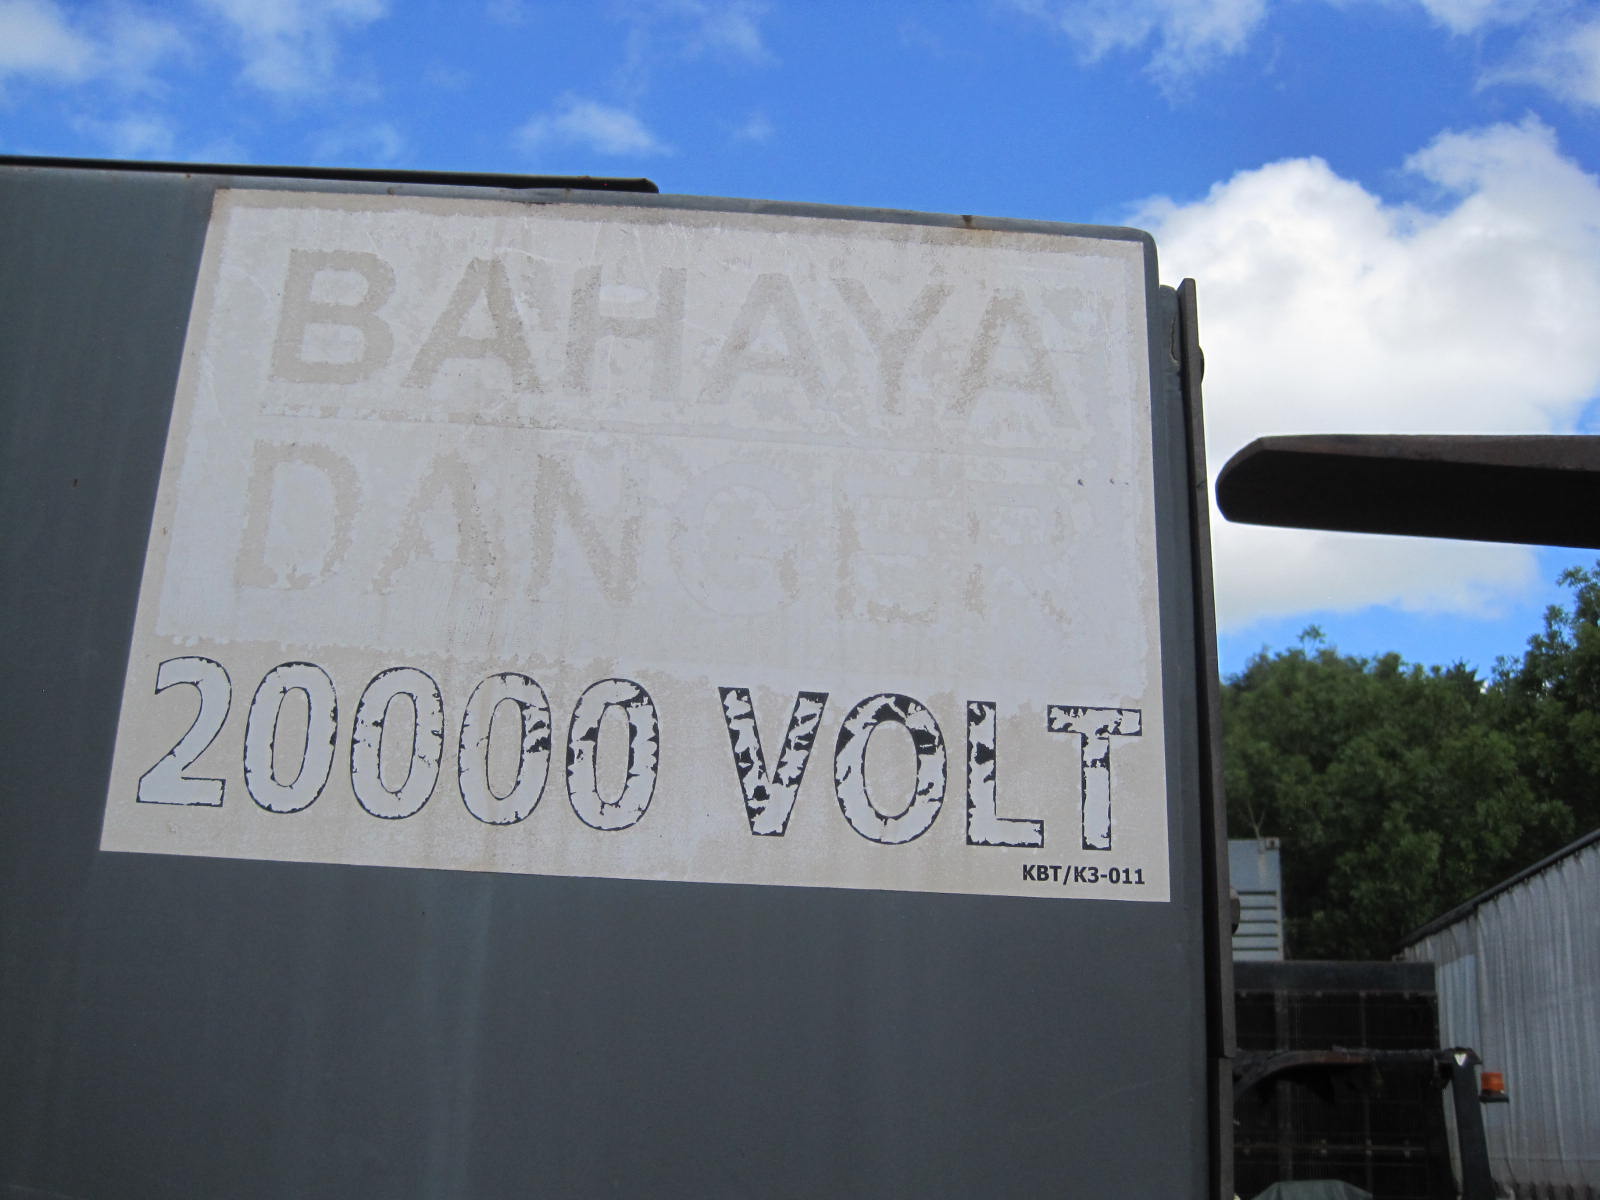 BAHAYA
DANGER
20000 VOLT
KBT/K3-011